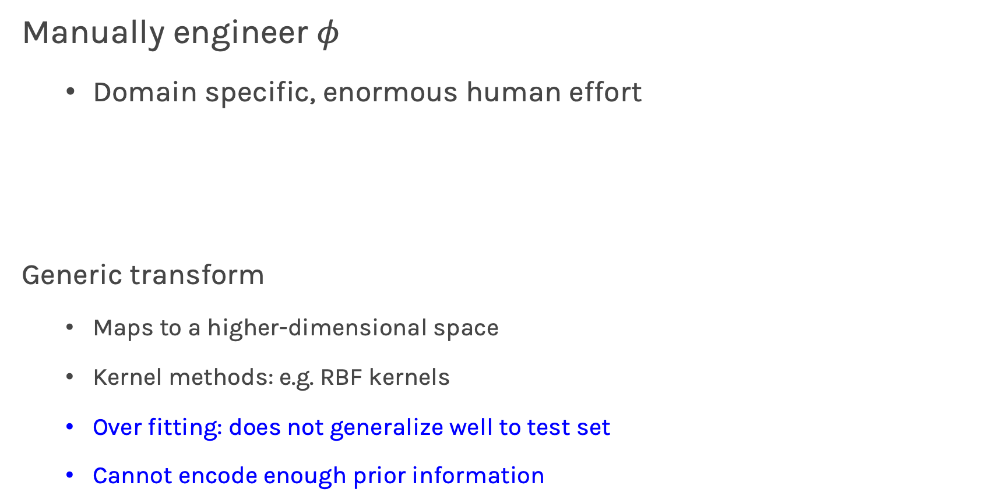 Manually engineer ϕ
• Domain specific, enormous human effort
Generic transform
• Maps to a higher-dimensional space
• Kernel methods: e.g. RBF kernels
• Over fitting: does not generalize well to test set
• Cannot encode enough prior information